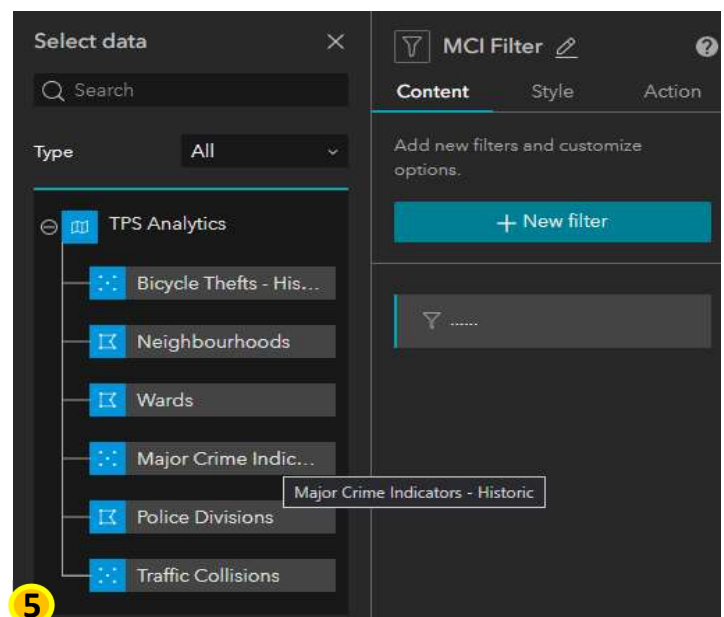 Select data
Search
Type
All
TPS Analytics
Bicycle Thefts - His...
Neighbourhoods
Wards
Major Crime Indic...
Major Crime Indicators - Historic
Police Divisions
Traffic Collisions
5
MCI Filter
?
Content Style Action
Add new filters and customize
options.
+ New filter
......